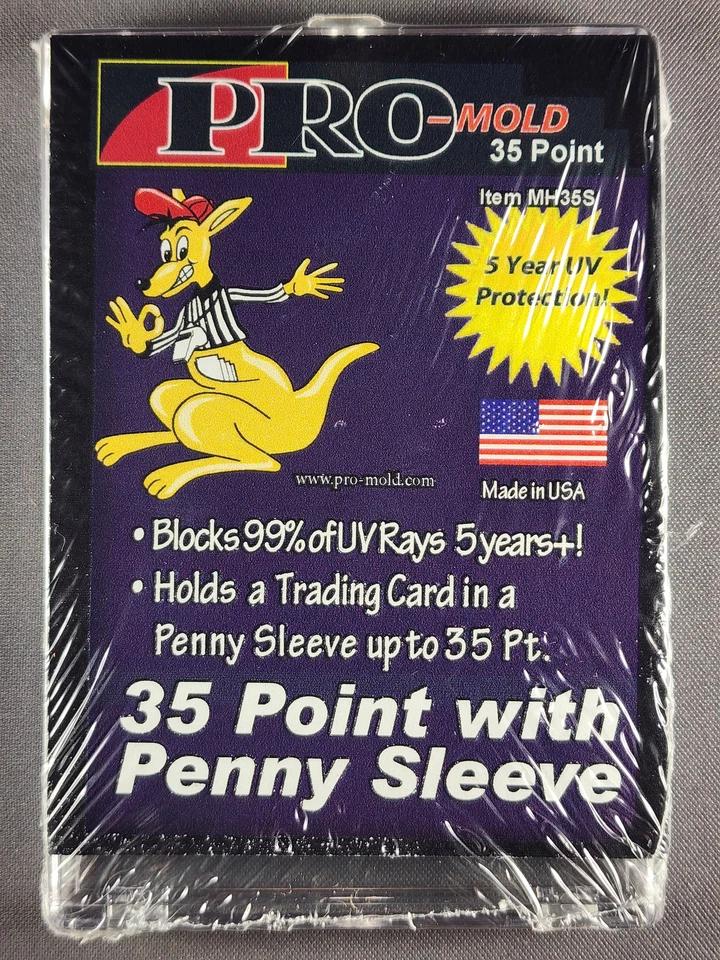 PRO-MOLD
35 Point
Item MH35S
5 Year UV
Protection!
www.pro-mold.com
Made in USA
• Blocks 99% of UV Rays 5 years+!
• Holds a Trading Card in a
Penny Sleeve up to 35 Pt.
35 Point with
Penny Sleeve